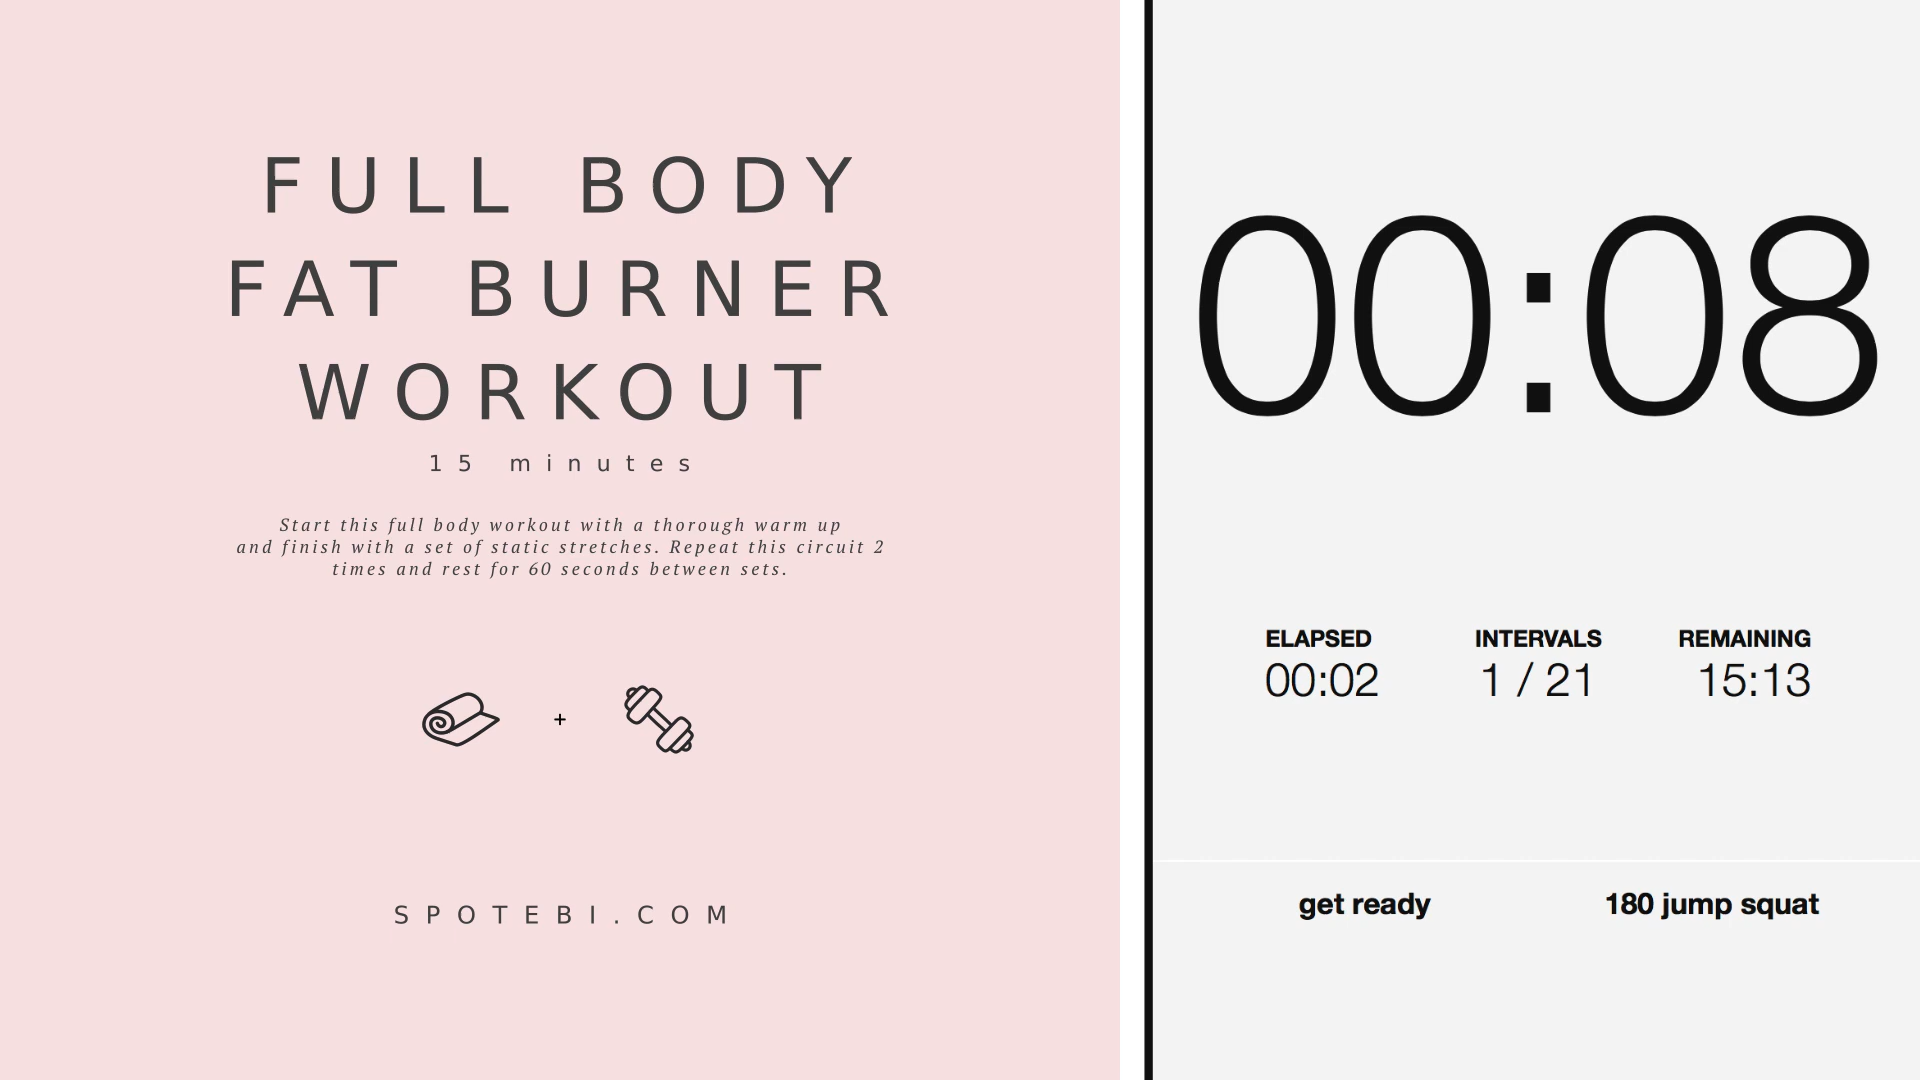 FULL BODY
FAT BURNER
WORKOUT
15 minutes
Start this full body workout with a thorough warm up
and finish with a set of static stretches. Repeat this circuit 2
times and rest for 60 seconds between sets.
+
SPOTEBI.COM
00:08
ELAPSED INTERVALS REMAINING
00:02 1 / 21 15:13
get ready 180 jump squat